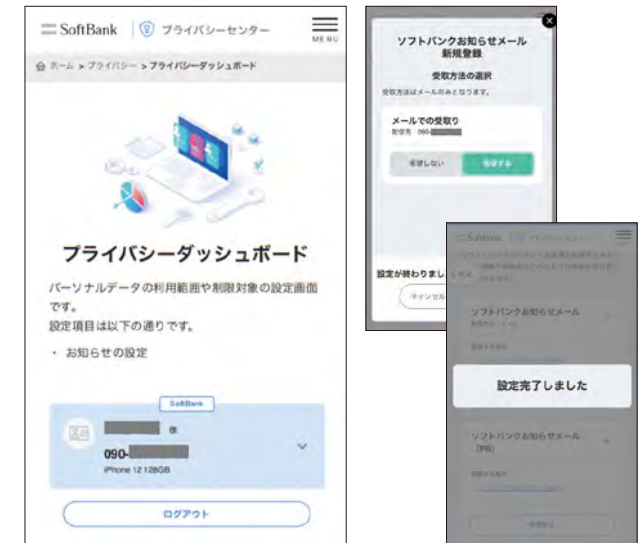 SoftBank プライバシーセンター
MENU
ホーム > プライバシー > プライバシーダッシュボード
プライバシーダッシュボード
パーソナルデータの利用範囲や制限対象の設定画面
です。
設定項目は以下の通りです。
・ お知らせの設定
SoftBank
様
090-
iPhone 12 128GB
ログアウト
ソフトバンクお知らせメール
新規登録
受取方法の選択
受取方法はメールのみとなります。
メールでの受取り
配信先 090-
希望しない 希望する
設定が終わりまし
キャンセル
SoftBank
ソフトバンクお知らせメール
設定完了しました
ソフトバンクお知らせメール
(PR)